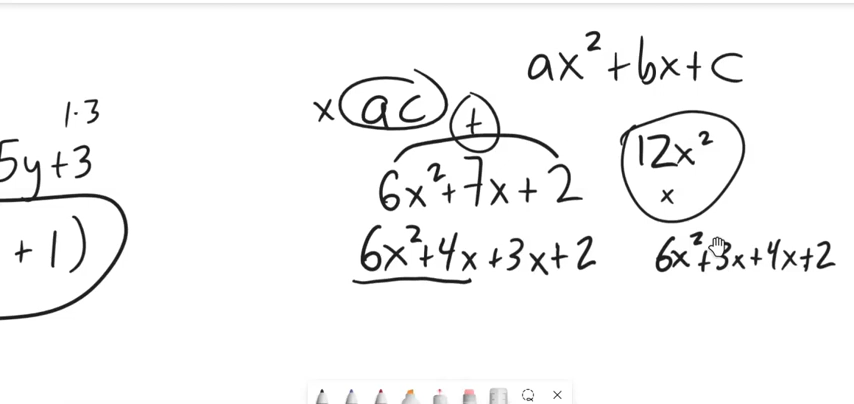 ax²+bx+c
1·3
x ac +
12x²
x
5y+3
6x²+7x+2
+ 1)
6x²+4x+3x+2
6x²+3x+4x+2